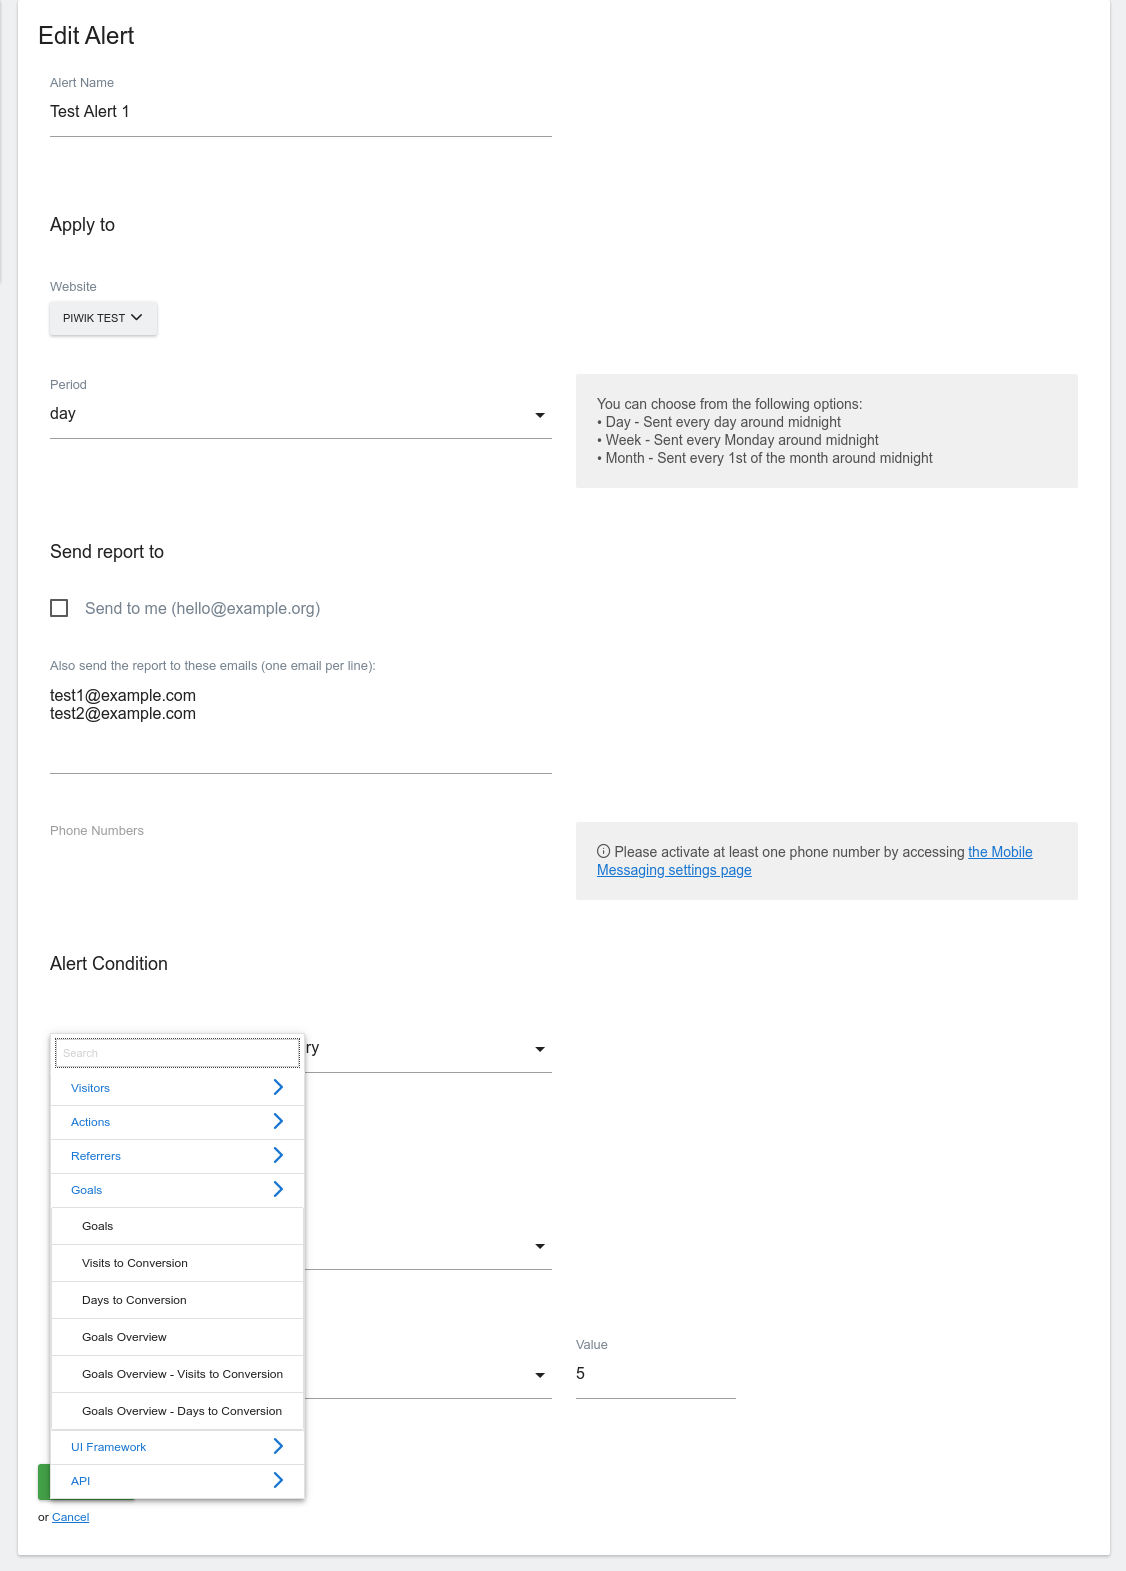 Edit Alert
Alert Name
Test Alert 1
Apply to
Website
PIWIK TEST
Period
day
You can choose from the following options:
• Day - Sent every day around midnight
• Week - Sent every Monday around midnight
• Month - Sent every 1st of the month around midnight
Send report to
Send to me (hello@example.org)
Also send the report to these emails (one email per line):
test1@example.com
test2@example.com
Phone Numbers
Please activate at least one phone number by accessing the Mobile
Messaging settings page
Alert Condition
ry
Search
Visitors
Actions
Referrers
Goals
Goals
Visits to Conversion
Days to Conversion
Goals Overview
Goals Overview - Visits to Conversion
Goals Overview - Days to Conversion
UI Framework
API
Value
5
or Cancel